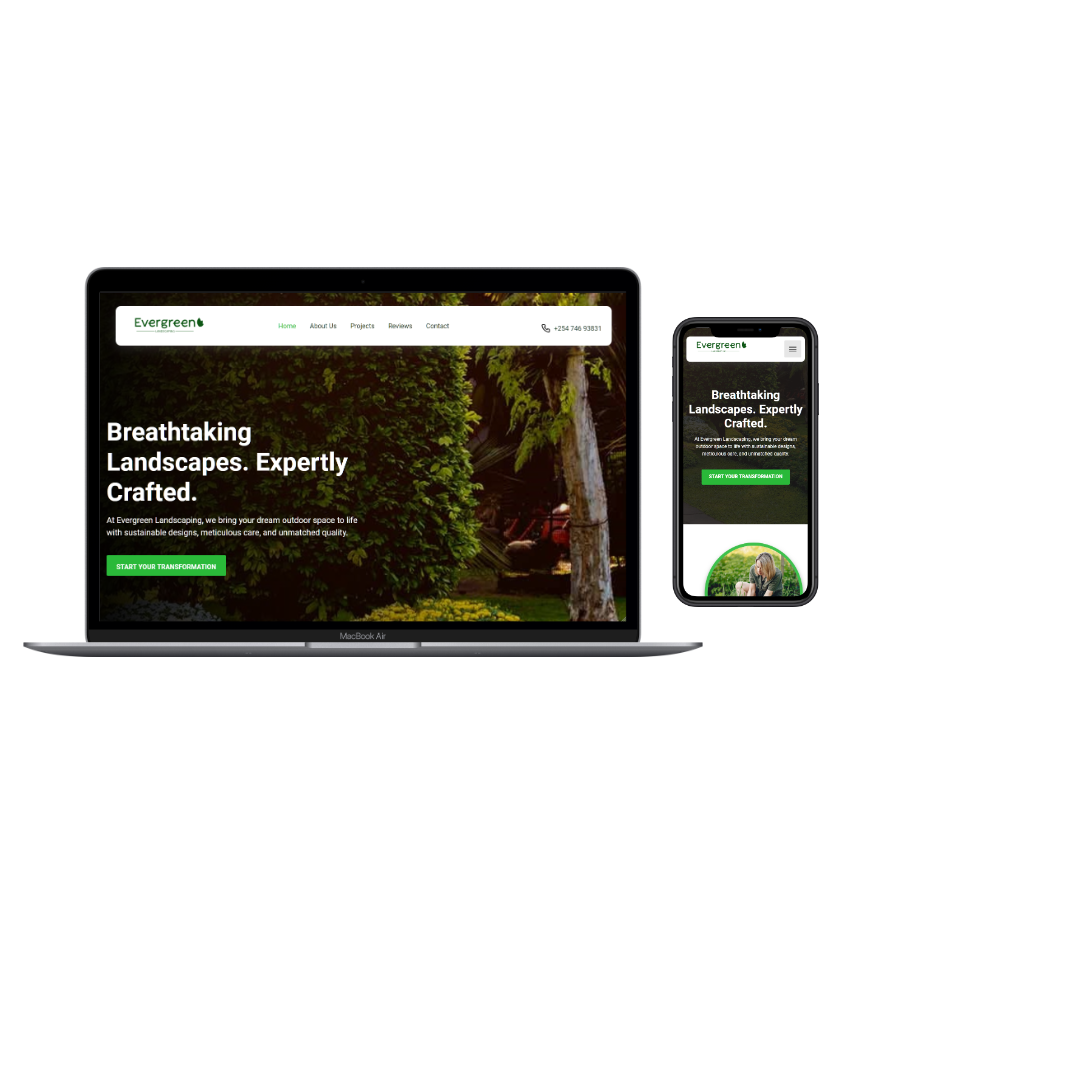 Evergreen
Home About Us Projects Reviews Contact
+254 746 93831
Breathtaking
Landscapes. Expertly
Crafted.
At Evergreen Landscaping, we bring your dream outdoor space to life
with sustainable designs, meticulous care, and unmatched quality.
START YOUR TRANSFORMATION
MacBook Air
Evergreen
Breathtaking
Landscapes. Expertly
Crafted.
At Evergreen Landscaping, we bring your dream
outdoor space to life with sustainable designs,
meticulous care, and unmatched quality.
START YOUR TRANSFORMATION